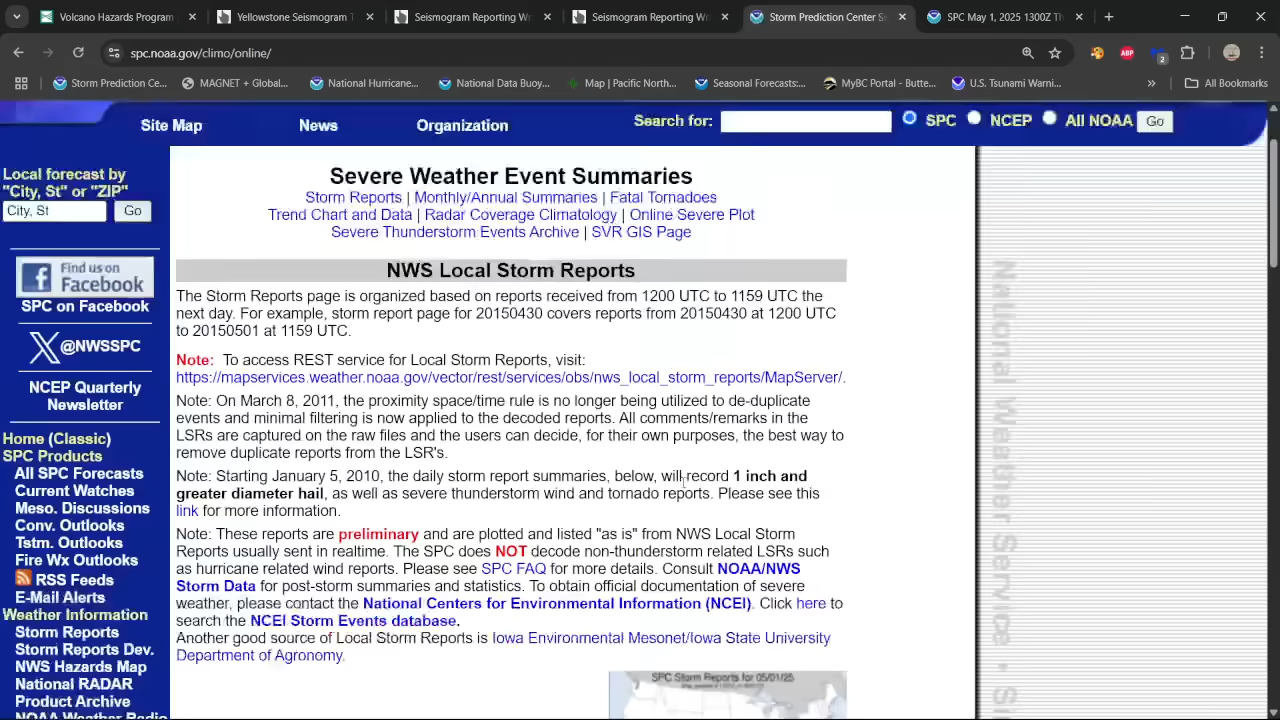 Volcano Hazards Program
Yellowstone Seismogram
Seismogram Reporting W
Seismogram Reporting W
Storm Prediction Center S
SPC May 1, 2025 1300Z
spc.noaa.gov/climo/online/
ABP
2
Storm Prediction Ce...
MAGNET + Global...
National Hurricane...
National Data Buoy...
Map | Pacific North...
Seasonal Forecasts:...
MyBC Portal - Butte...
U.S. Tsunami Warni...
All Bookmarks
Site Map
News
Organization
Search for:
SPC
NCEP
All NOAA
Go
Local forecast by
"City, St" or "ZIP"
City, St
Go
Find us on
Facebook
SPC on Facebook
@NWSSPC
NCEP Quarterly
Newsletter
Home (Classic)
SPC Products
All SPC Forecasts
Current Watches
Meso. Discussions
Conv. Outlooks
Tstm. Outlooks
Fire Wx Outlooks
RSS Feeds
E-Mail Alerts
Weather Information
Storm Reports
Storm Reports Dev.
NWS Hazards Map
National RADAR
Product Archive
NOAA Weather Radio
Severe Weather Event Summaries
Storm Reports | Monthly/Annual Summaries | Fatal Tornadoes
Trend Chart and Data | Radar Coverage Climatology | Online Severe Plot
Severe Thunderstorm Events Archive | SVR GIS Page
NWS Local Storm Reports
The Storm Reports page is organized based on reports received from 1200 UTC to 1159 UTC the
next day. For example, storm report page for 20150430 covers reports from 20150430 at 1200 UTC
to 20150501 at 1159 UTC.
Note: To access REST service for Local Storm Reports, visit:
https://mapservices.weather.noaa.gov/vector/rest/services/obs/nws_local_storm_reports/MapServer/.
Note: On March 8, 2011, the proximity space/time rule is no longer being utilized to de-duplicate
events and minimal filtering is now applied to the decoded reports. All comments/remarks in the
LSRs are captured on the raw files and the users can decide, for their own purposes, the best way to
remove duplicate reports from the LSR's.
Note: Starting January 5, 2010, the daily storm report summaries, below, will record 1 inch and
greater diameter hail, as well as severe thunderstorm wind and tornado reports. Please see this
link for more information.
Note: These reports are preliminary and are plotted and listed "as is" from NWS Local Storm
Reports usually sent in realtime. The SPC does NOT decode non-thunderstorm related LSRs such
as hurricane related wind reports. Please see SPC FAQ for more details. Consult NOAA/NWS
Storm Data for post-storm summaries and statistics. To obtain official documentation of severe
weather, please contact the National Centers for Environmental Information (NCEI). Click here to
search the NCEI Storm Events database.
Another good source of Local Storm Reports is Iowa Environmental Mesonet/Iowa State University
Department of Agronomy.
SPC Storm Reports for 05/01/25
National Weather Service